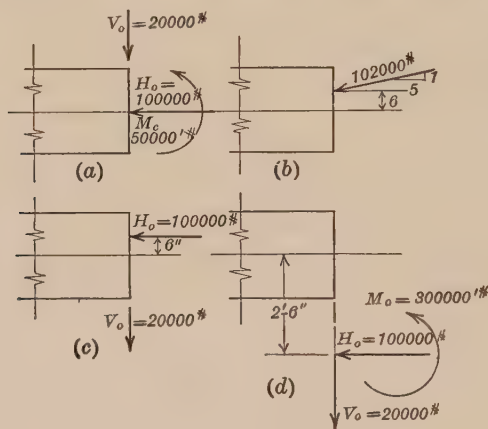 V₀ = 20000#
H₀ =
100000#
M₀
50000'#
(a)
102000#
1
5
6
(b)
H₀=100000#
6"
V₀=20000#
(c)
2'-6"
M₀ = 300000'#
H₀=100000#
(d)
V₀ = 20000#